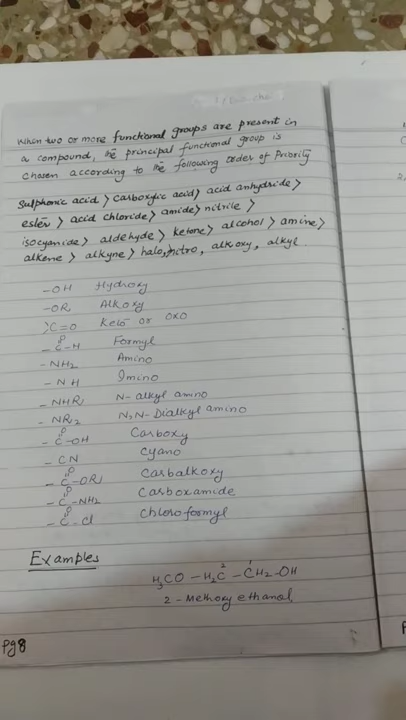 When two or more functional groups are present in
a compound, the principal functional group is
chosen according to the following order of Priority
Sulphonic acid > carboxylic acid > acid anhydride >
ester > acid chloride > amide > nitrile >
isocyanide > aldehyde > ketone > alcohol > amine >
alkene > alkyne > halo, nitro, alkoxy, alkyl
-OH Hydroxy
-OR Alkoxy
>C=O Keto or oxo
O
-C-H Formyl
-NH2 Amino
-NH Imino
-NHR N-alkyl amino
-NR2 N,N-Dialkyl amino
O
-C-OH Carboxy
-CN Cyano
O
-C-OR Carbalkoxy
O
-C-NH2 Carboxamide
O
-C-Cl Chloroformyl
Examples
2 1
H3CO-H2C-CH2-OH
2-Methoxy ethanol
Pg8